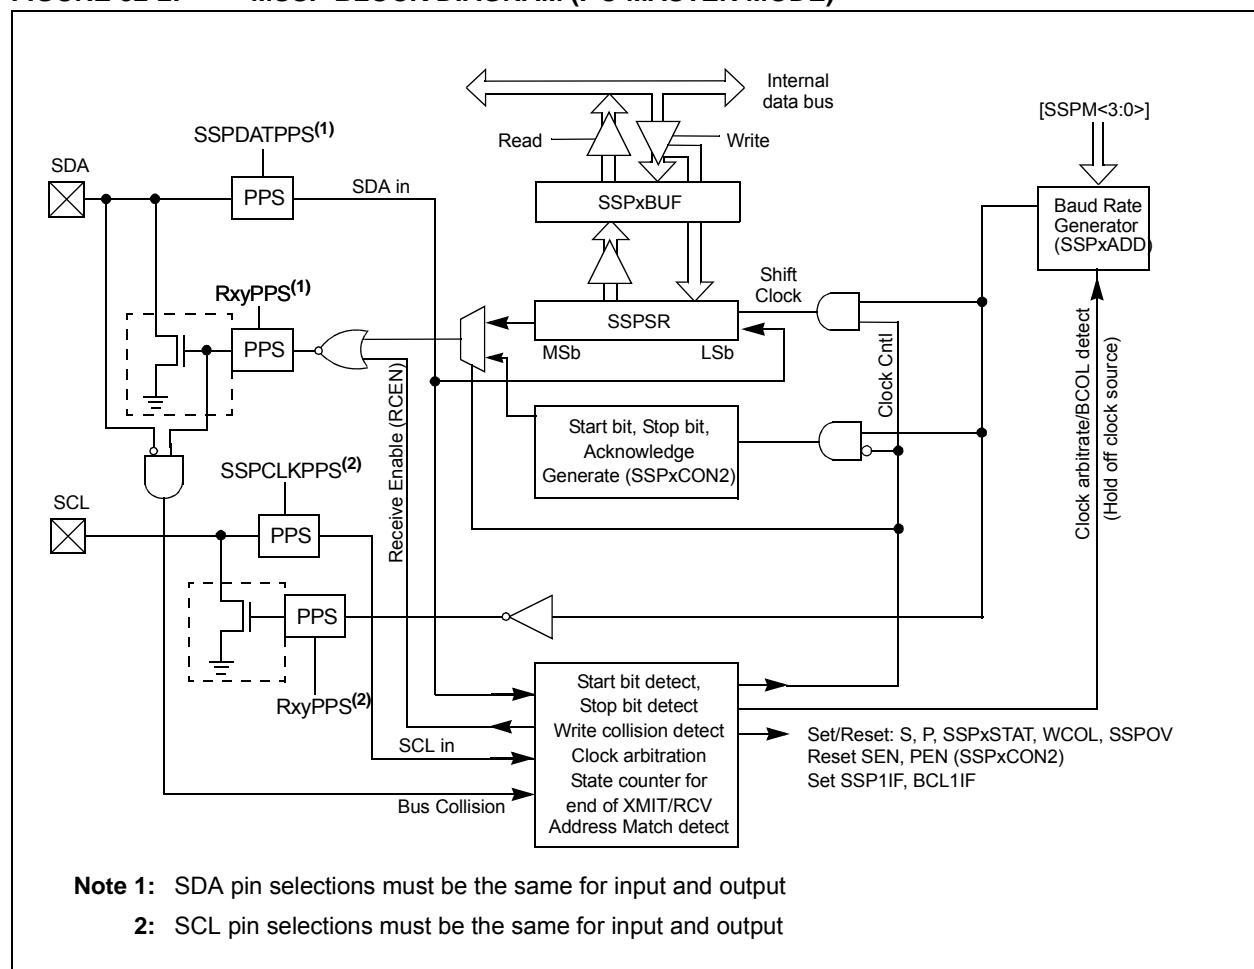 Internal
data bus
[SSPM<3:0>]
SSPDATPPS(1)
Read
Write
SDA
PPS
SDA in
SSPxBUF
Baud Rate
Generator
(SSPxADD)
RxyPPS(1)
Shift
Clock
SSPSR
PPS
MSb
LSb
Clock Cntl
Clock arbitrate/BCOL detect
(Hold off clock source)
Receive Enable (RCEN)
Start bit, Stop bit,
Acknowledge
Generate (SSPxCON2)
SSPCLKPPS(2)
SCL
PPS
PPS
RxyPPS(2)
Start bit detect,
Stop bit detect
Write collision detect
Clock arbitration
State counter for
end of XMIT/RCV
Address Match detect
SCL in
Bus Collision
Set/Reset: S, P, SSPxSTAT, WCOL, SSPOV
Reset SEN, PEN (SSPxCON2)
Set SSP1IF, BCL1IF
Note 1: SDA pin selections must be the same for input and output
2: SCL pin selections must be the same for input and output